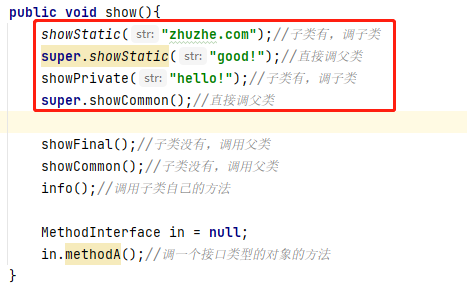 public void show(){
showStatic( str: "zhuzhe.com");//子类有，调子类
super.showStatic( str: "good!");//直接调父类
showPrivate( str: "hello!");//子类有，调子类
super.showCommon();//直接调父类
showFinal();//子类没有，调用父类
showCommon();//子类没有，调用父类
info();//调用子类自己的方法
MethodInterface in = null;
in.methodA();//调一个接口类型的对象的方法
}